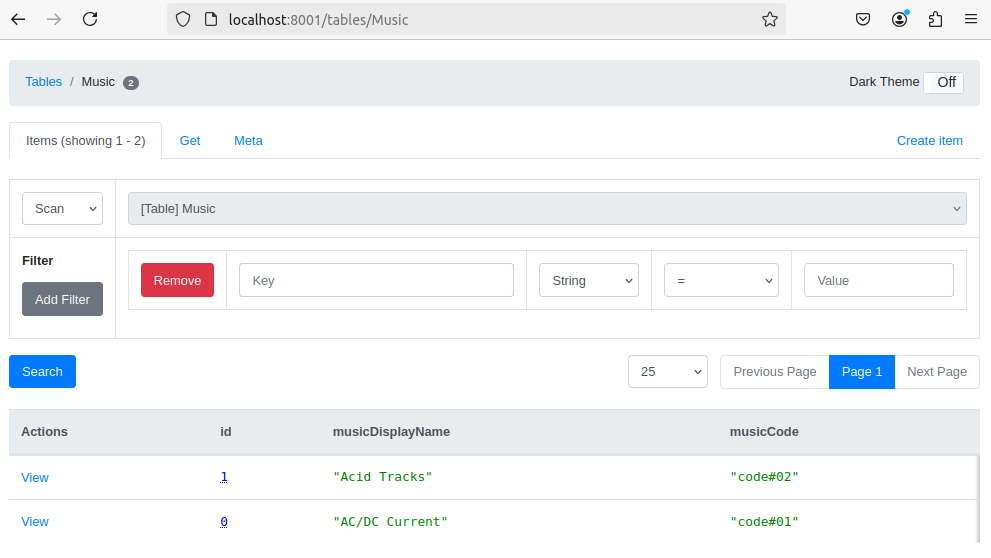 localhost:8001/tables/Music
Tables / Music 2 Dark Theme Off
Items (showing 1 - 2) Get Meta Create item
Scan [Table] Music
Filter
Remove Key String = Value
Add Filter
Search 25 Previous Page Page 1 Next Page
Actions id musicDisplayName musicCode
View 1 "Acid Tracks" "code#02"
View 0 "AC/DC Current" "code#01"